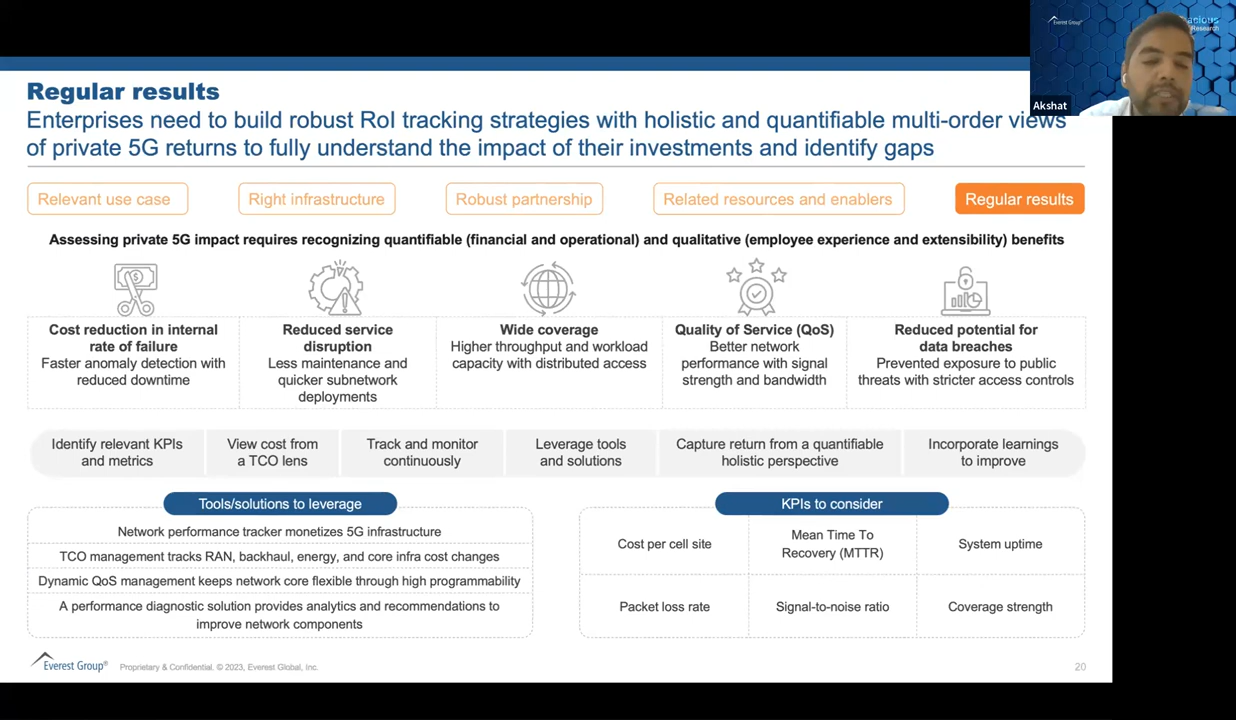 Everest Group®
acious
Research
Akshat
Regular results
Enterprises need to build robust RoI tracking strategies with holistic and quantifiable multi-order views
of private 5G returns to fully understand the impact of their investments and identify gaps
Relevant use case
Right infrastructure
Robust partnership
Related resources and enablers
Regular results
Assessing private 5G impact requires recognizing quantifiable (financial and operational) and qualitative (employee experience and extensibility) benefits
Cost reduction in internal
rate of failure
Faster anomaly detection with
reduced downtime
Reduced service
disruption
Less maintenance and
quicker subnetwork
deployments
Wide coverage
Higher throughput and workload
capacity with distributed access
Quality of Service (QoS)
Better network
performance with signal
strength and bandwidth
Reduced potential for
data breaches
Prevented exposure to public
threats with stricter access controls
Identify relevant KPIs
and metrics
View cost from
a TCO lens
Track and monitor
continuously
Leverage tools
and solutions
Capture return from a quantifiable
holistic perspective
Incorporate learnings
to improve
Tools/solutions to leverage
Network performance tracker monetizes 5G infrastructure
TCO management tracks RAN, backhaul, energy, and core infra cost changes
Dynamic QoS management keeps network core flexible through high programmability
A performance diagnostic solution provides analytics and recommendations to
improve network components
KPIs to consider
Cost per cell site
Mean Time To
Recovery (MTTR)
System uptime
Packet loss rate
Signal-to-noise ratio
Coverage strength
Everest Group®
Proprietary & Confidential. © 2023, Everest Global, Inc.
20